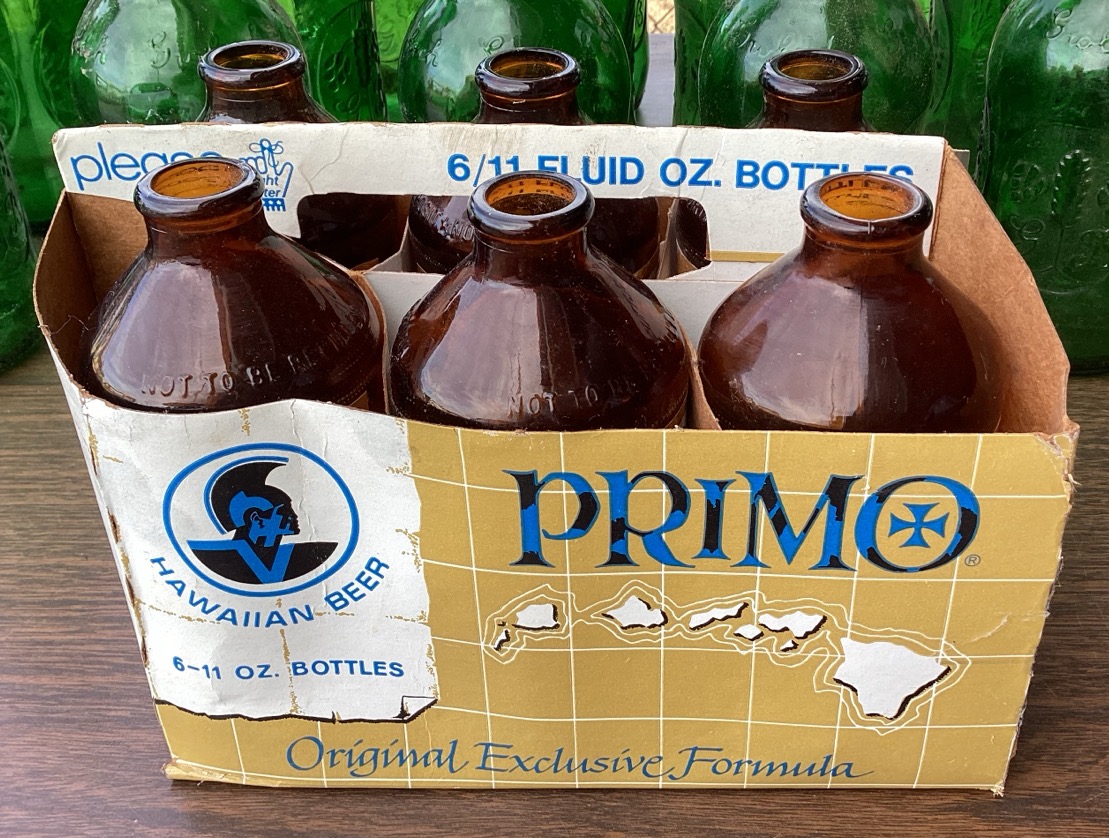 please
6/11 FLUID OZ. BOTTLES
NOT TO BE
NOT TO
PRIMO
®
HAWAIIAN BEER
6-11 OZ. BOTTLES
Original Exclusive Formula